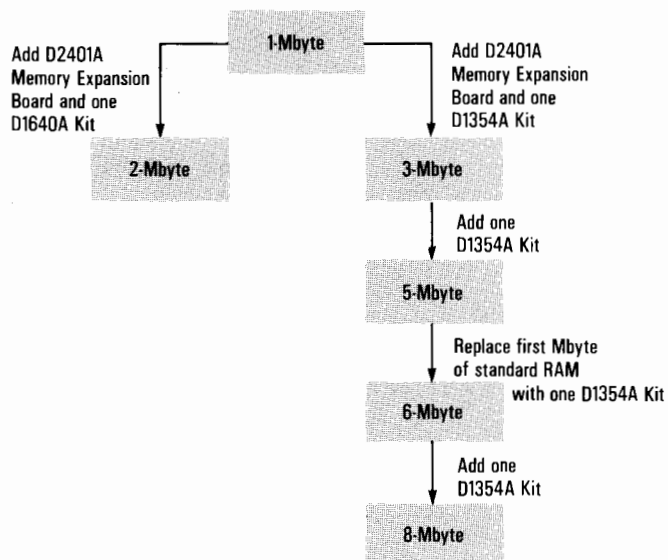 1-Mbyte
Add D2401A
Memory Expansion
Board and one
D1640A Kit
Add D2401A
Memory Expansion
Board and one
D1354A Kit
2-Mbyte
3-Mbyte
Add one
D1354A Kit
5-Mbyte
Replace first Mbyte
of standard RAM
with one D1354A Kit
6-Mbyte
Add one
D1354A Kit
8-Mbyte